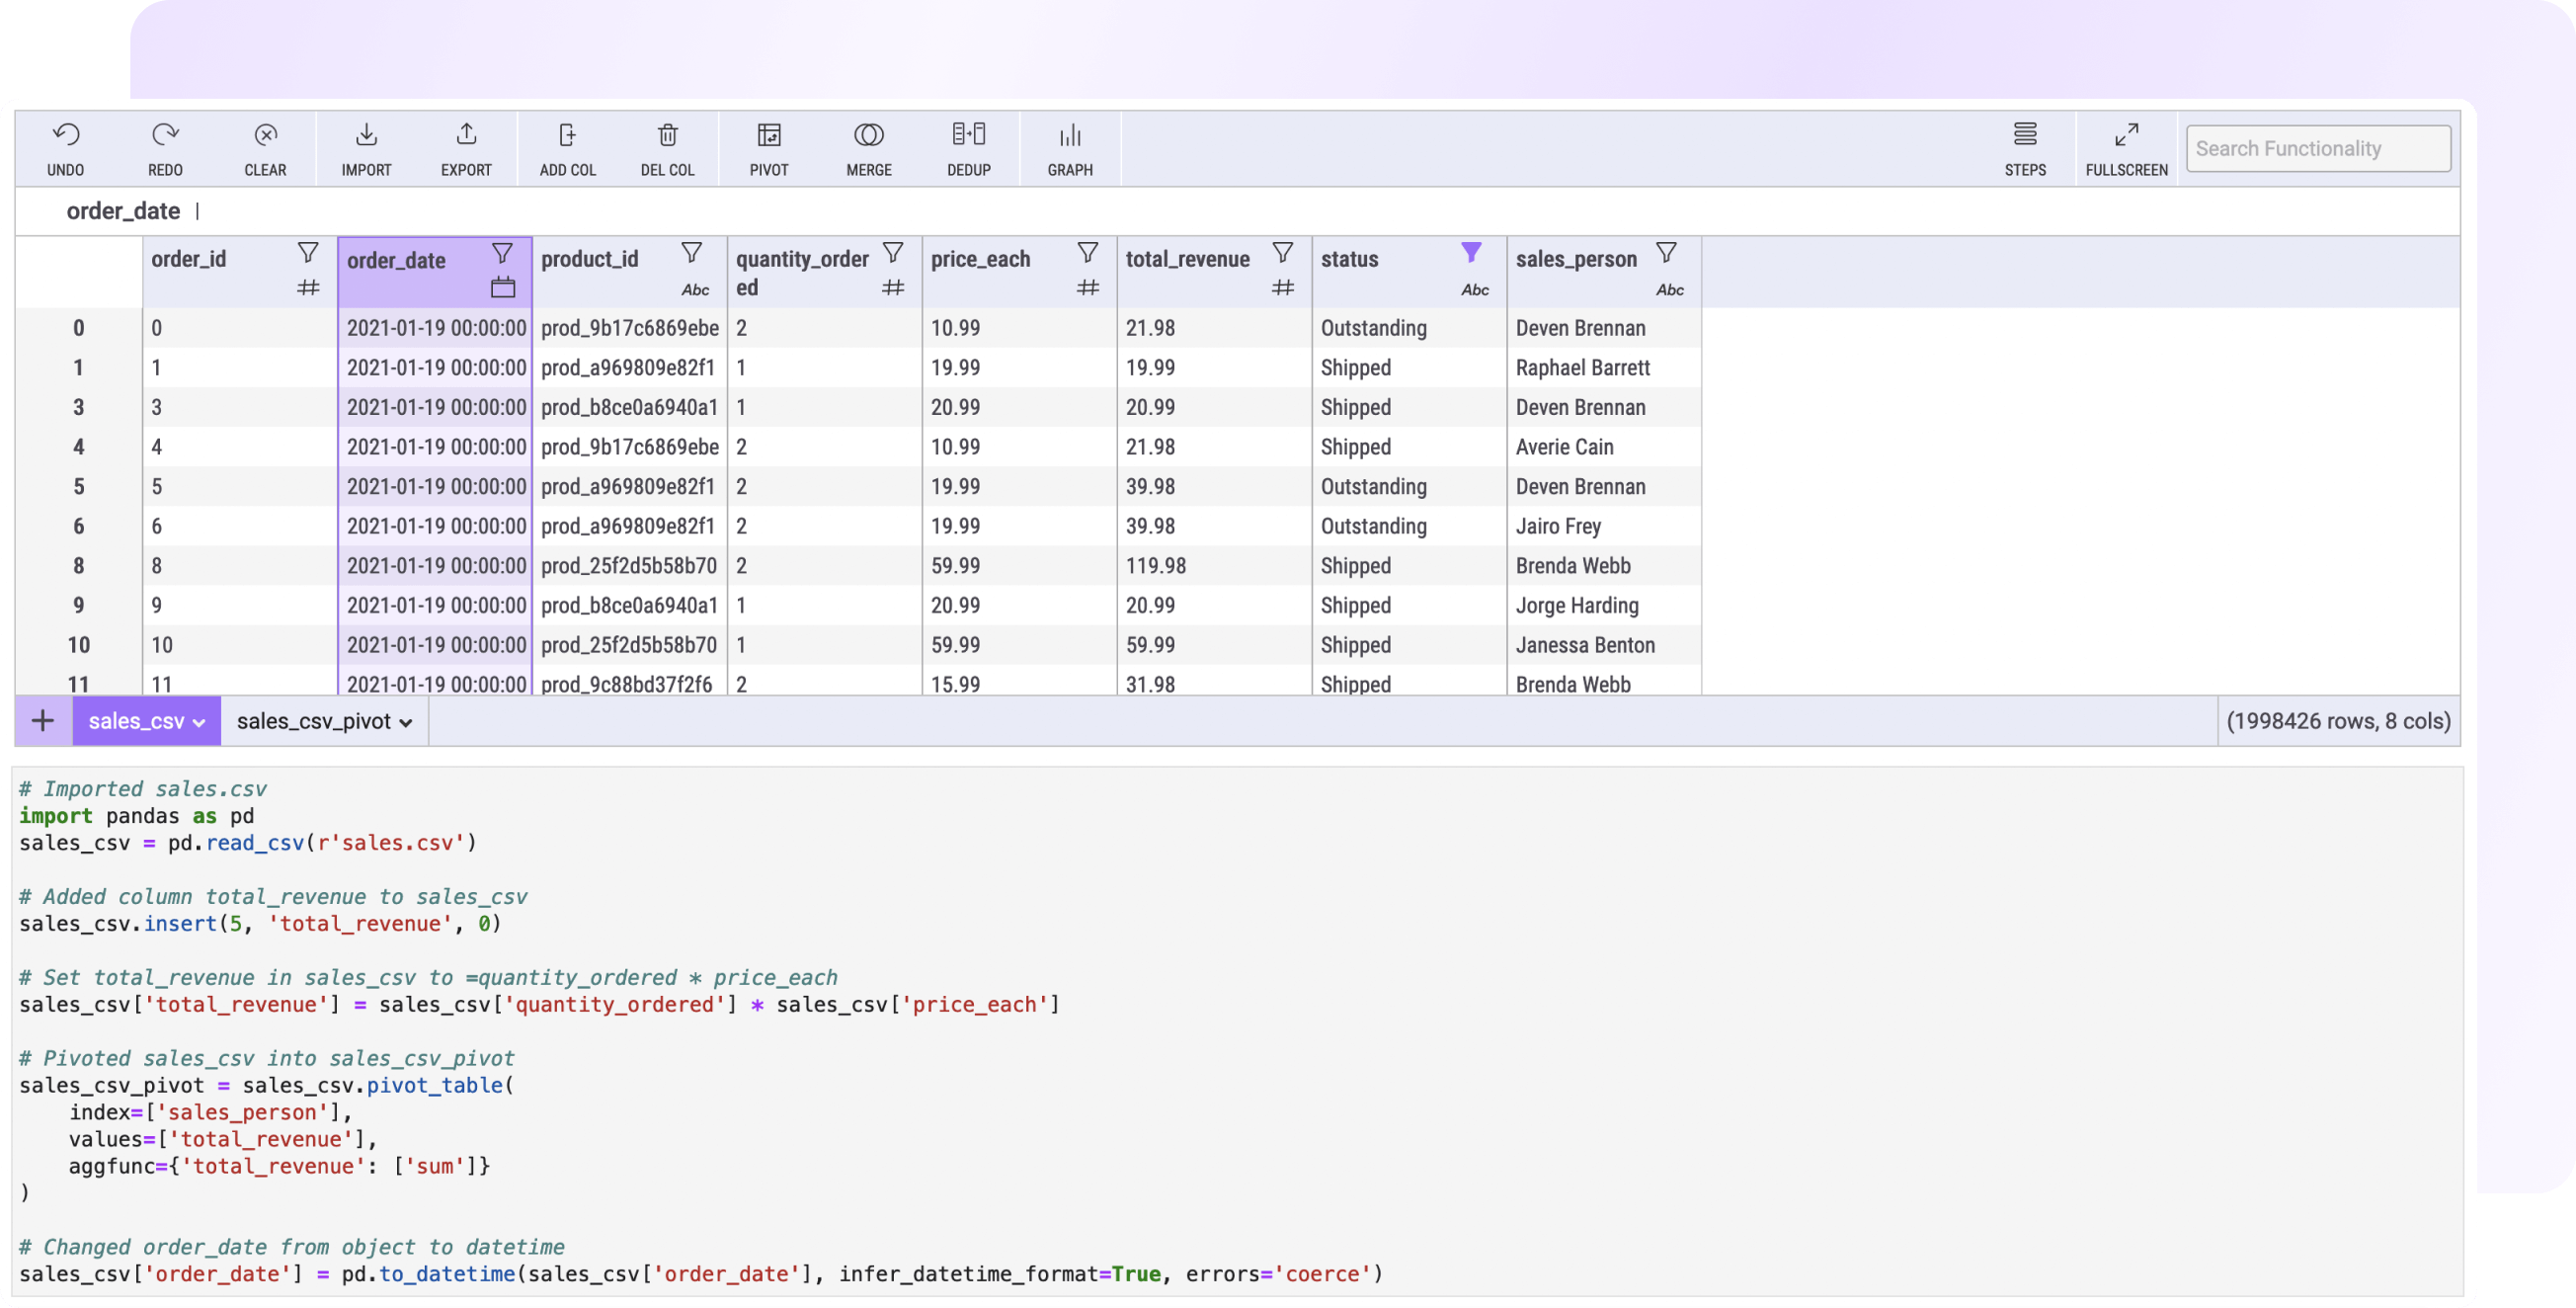 UNDO REDO CLEAR IMPORT EXPORT ADD COL DEL COL PIVOT MERGE DEDUP GRAPH STEPS FULLSCREEN Search Functionality
order_date
order_id order_date product_id quantity_order price_each total_revenue status sales_person
ed
# # # # #
Abc Abc Abc
0 0 2021-01-19 00:00:00 prod_9b17c6869ebe 2 10.99 21.98 Outstanding Deven Brennan
1 1 2021-01-19 00:00:00 prod_a969809e82f1 1 19.99 19.99 Shipped Raphael Barrett
3 3 2021-01-19 00:00:00 prod_b8ce0a6940a1 1 20.99 20.99 Shipped Deven Brennan
4 4 2021-01-19 00:00:00 prod_9b17c6869ebe 2 10.99 21.98 Shipped Averie Cain
5 5 2021-01-19 00:00:00 prod_a969809e82f1 2 19.99 39.98 Outstanding Deven Brennan
6 6 2021-01-19 00:00:00 prod_a969809e82f1 2 19.99 39.98 Outstanding Jairo Frey
8 8 2021-01-19 00:00:00 prod_25f2d5b58b70 2 59.99 119.98 Shipped Brenda Webb
9 9 2021-01-19 00:00:00 prod_b8ce0a6940a1 1 20.99 20.99 Shipped Jorge Harding
10 10 2021-01-19 00:00:00 prod_25f2d5b58b70 1 59.99 59.99 Shipped Janessa Benton
11 11 2021-01-19 00:00:00 prod_9c88bd37f2f6 2 15.99 31.98 Shipped Brenda Webb
+ sales_csv sales_csv_pivot (1998426 rows, 8 cols)
# Imported sales.csv
import pandas as pd
sales_csv = pd.read_csv(r'sales.csv')
# Added column total_revenue to sales_csv
sales_csv.insert(5, 'total_revenue', 0)
# Set total_revenue in sales_csv to =quantity_ordered * price_each
sales_csv['total_revenue'] = sales_csv['quantity_ordered'] * sales_csv['price_each']
# Pivoted sales_csv into sales_csv_pivot
sales_csv_pivot = sales_csv.pivot_table(
    index=['sales_person'],
    values=['total_revenue'],
    aggfunc={'total_revenue': ['sum']}
)
# Changed order_date from object to datetime
sales_csv['order_date'] = pd.to_datetime(sales_csv['order_date'], infer_datetime_format=True, errors='coerce')